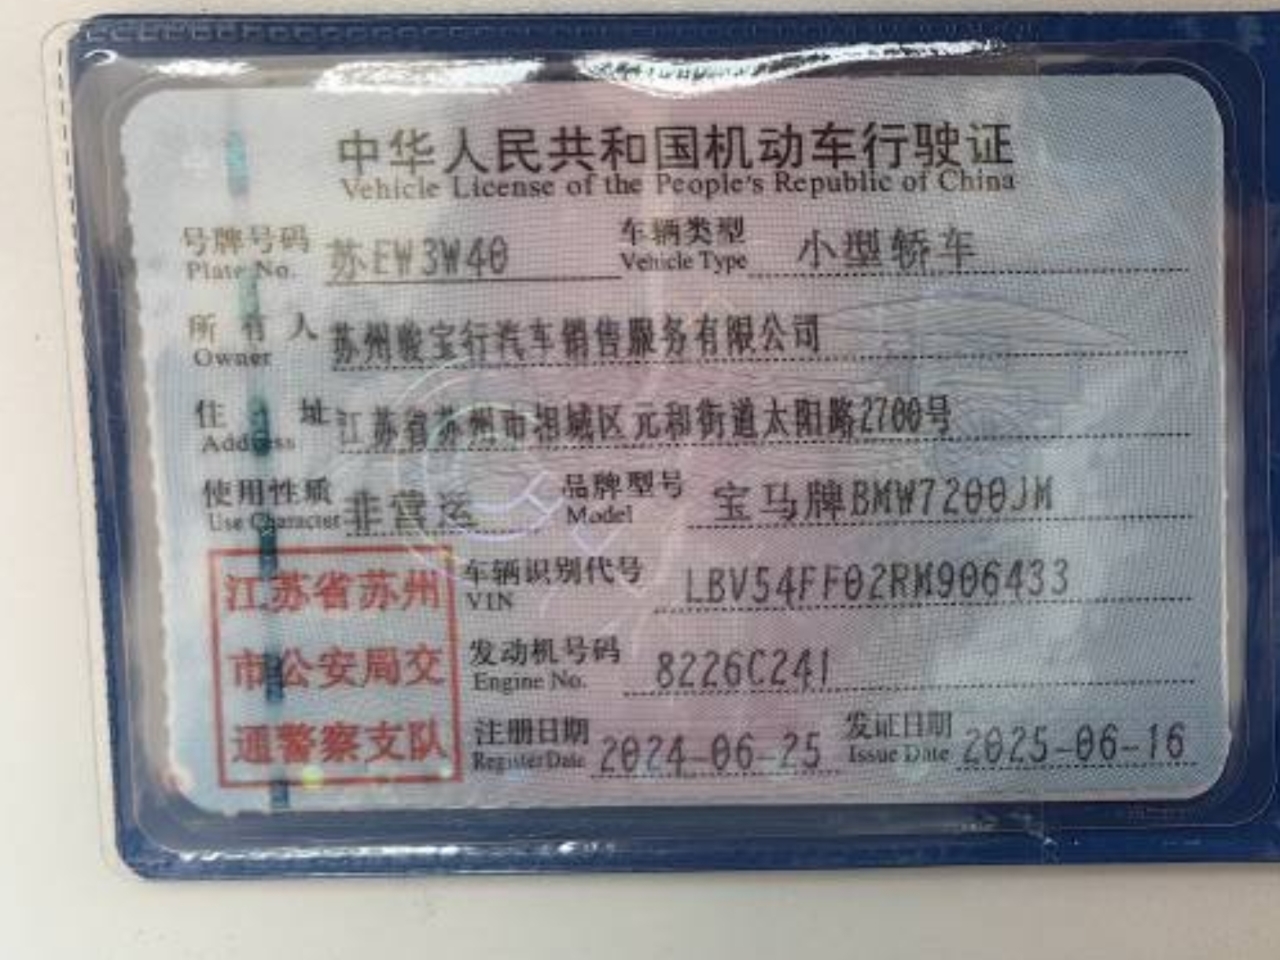 中华人民共和国机动车行驶证
Vehicle License of the People's Republic of China
号牌号码 苏EW3W40 车辆类型 小型轿车
Plate No. Vehicle Type
所有人 苏州骏宝行汽车销售服务有限公司
Owner
住址 江苏省苏州市相城区元和街道太阳路2700号
Address
使用性质 非营运 品牌型号 宝马牌BMW7200JM
Use Character Model
车辆识别代号 LBV54FF02RM906433
VIN
发动机号码 8226C241
Engine No.
注册日期 2024-06-25 发证日期 2025-06-16
Register Date Issue Date
江苏省苏州
市公安局交
通警察支队